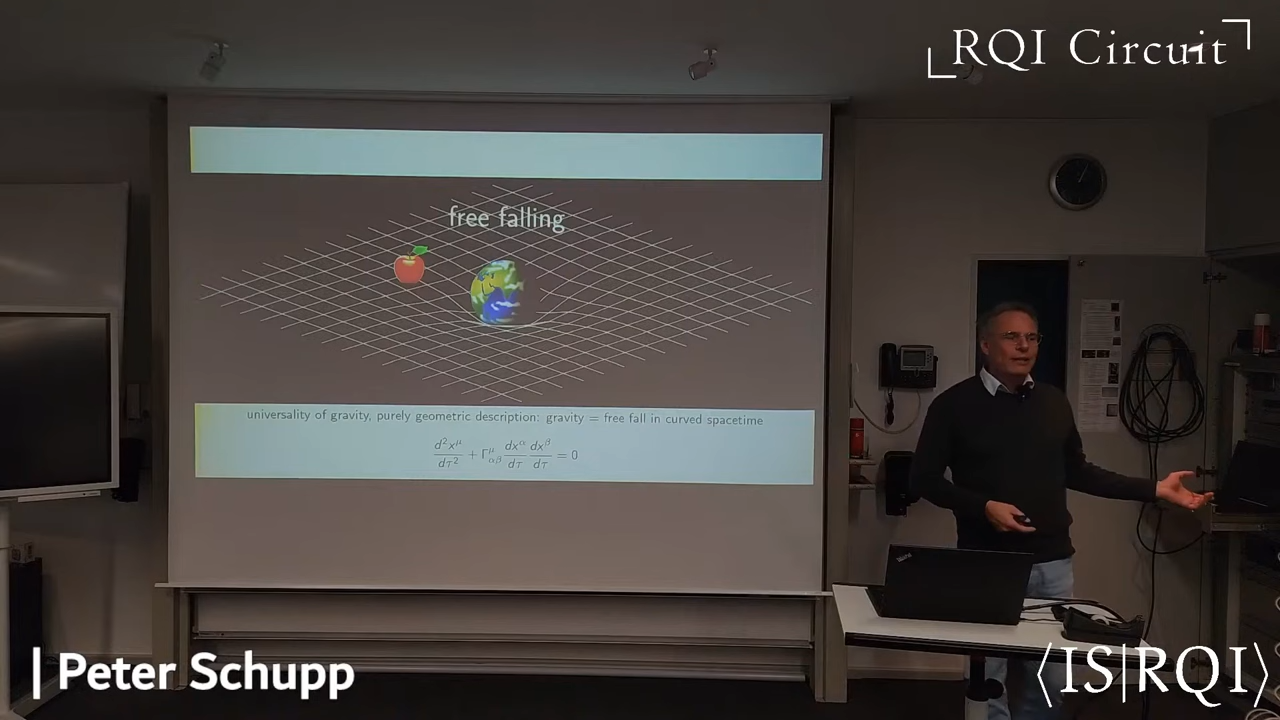 RQI Circuit
free falling
universality of gravity, purely geometric description: gravity = free fall in curved spacetime
d²x^μ/dτ² + Γ^μ_αβ dx^α/dτ dx^β/dτ = 0
Peter Schupp
⟨IS|RQI⟩